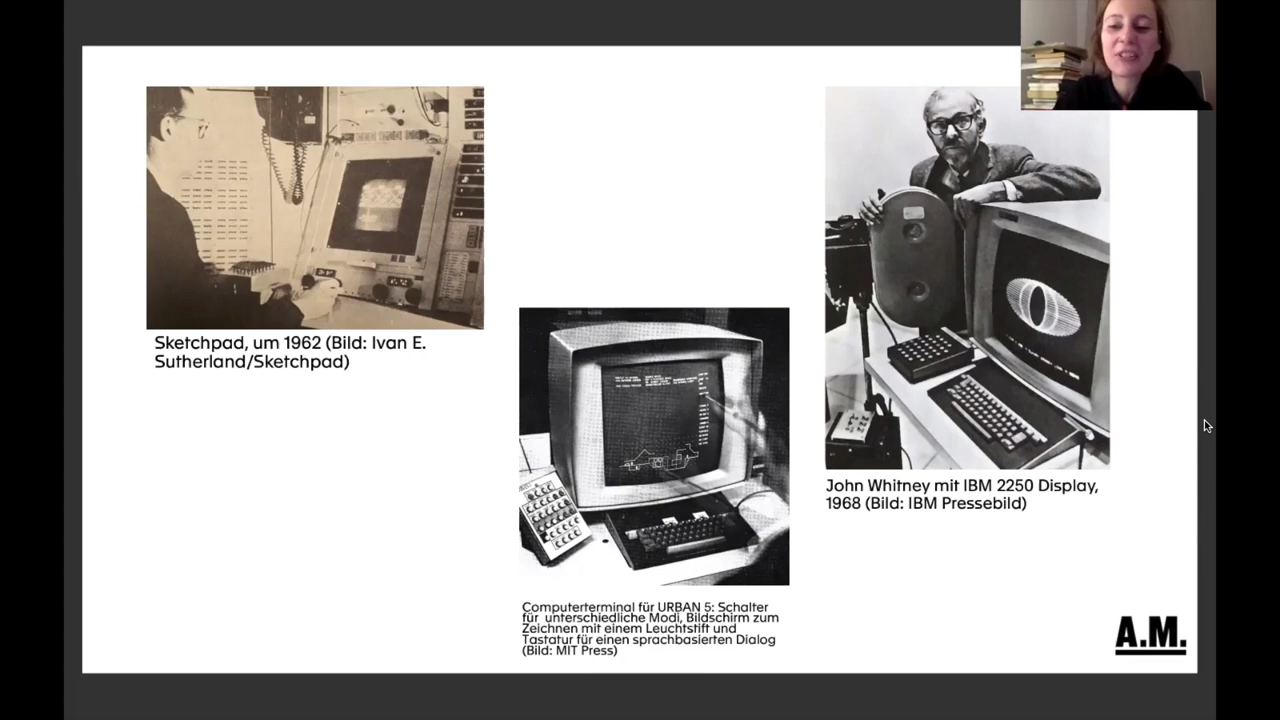 Sketchpad, um 1962 (Bild: Ivan E.
Sutherland/Sketchpad)
Computerterminal für URBAN 5: Schalter
für unterschiedliche Modi, Bildschirm zum
Zeichnen mit einem Leuchtstift und
Tastatur für einen sprachbasierten Dialog
(Bild: MIT Press)
John Whitney mit IBM 2250 Display,
1968 (Bild: IBM Pressebild)
A.M.